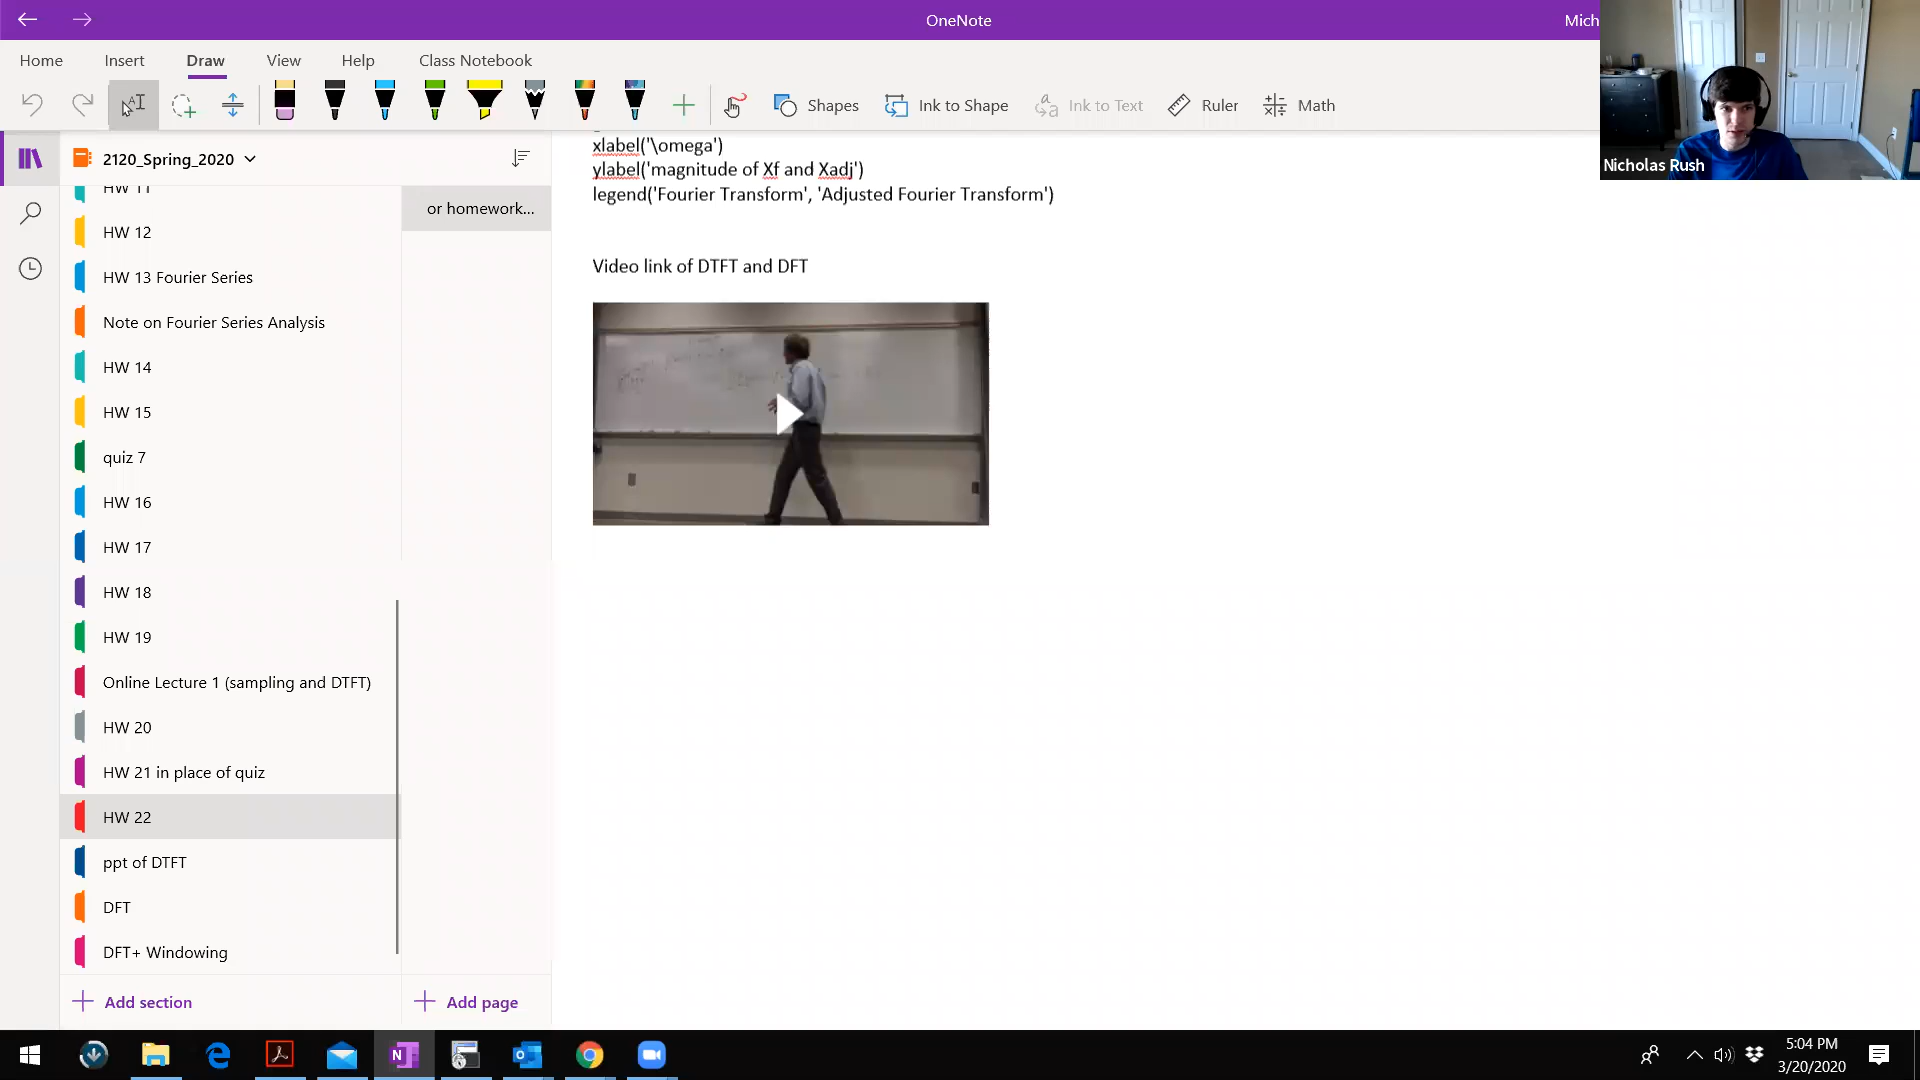 OneNote
Mich
Home Insert Draw View Help Class Notebook
Shapes Ink to Shape Ink to Text Ruler Math
Nicholas Rush
2120_Spring_2020
HW 11
HW 12
HW 13 Fourier Series
Note on Fourier Series Analysis
HW 14
HW 15
quiz 7
HW 16
HW 17
HW 18
HW 19
Online Lecture 1 (sampling and DTFT)
HW 20
HW 21 in place of quiz
HW 22
ppt of DTFT
DFT
DFT+ Windowing
Add section
or homework...
Add page
xlabel('\omega')
ylabel('magnitude of Xf and Xadj')
legend('Fourier Transform', 'Adjusted Fourier Transform')
Video link of DTFT and DFT
5:04 PM
3/20/2020